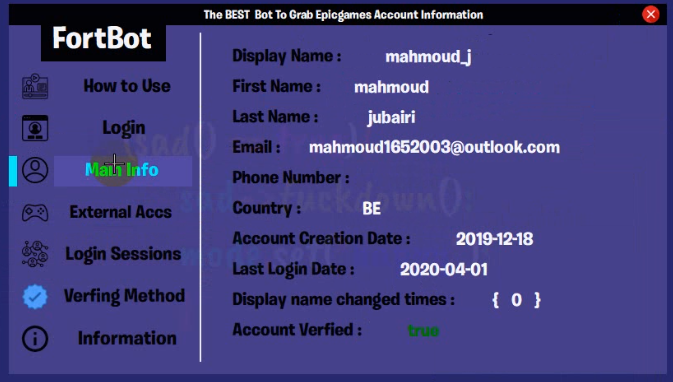 The BEST Bot To Grab Epicgames Account Information
FortBot
How to Use
Login
Main Info
External Accs
Login Sessions
Verfing Method
Information
Display Name : mahmoud_j
First Name : mahmoud
Last Name : jubairi
Email : mahmoud1652003@outlook.com
Phone Number :
Country : BE
Account Creation Date : 2019-12-18
Last Login Date : 2020-04-01
Display name changed times : { 0 }
Account Verfied : true